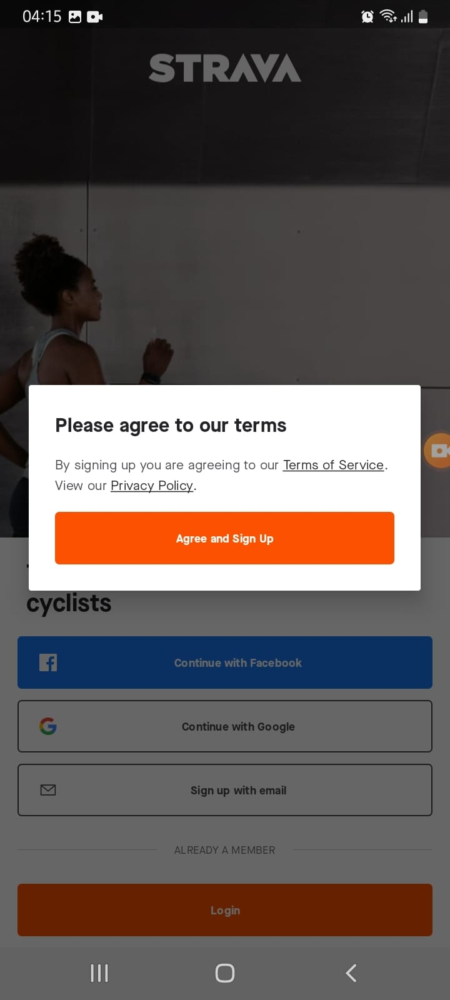 04:15
STRAVA
Please agree to our terms
By signing up you are agreeing to our Terms of Service.
View our Privacy Policy.
Agree and Sign Up
cyclists
Continue with Facebook
Continue with Google
Sign up with email
ALREADY A MEMBER
Login